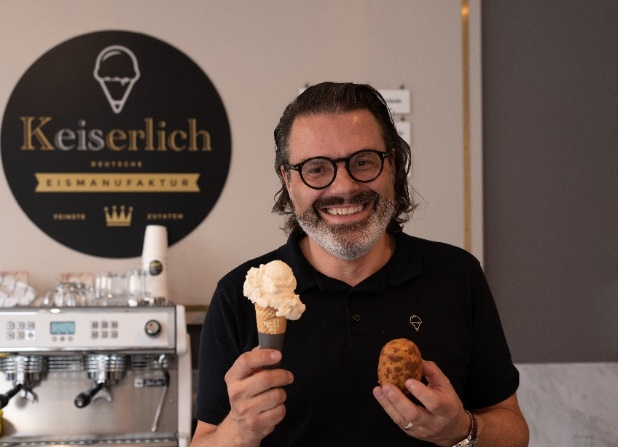 Keiserlich
DEUTSCHE
EISMANUFAKTUR
FEINSTE ZUTATEN